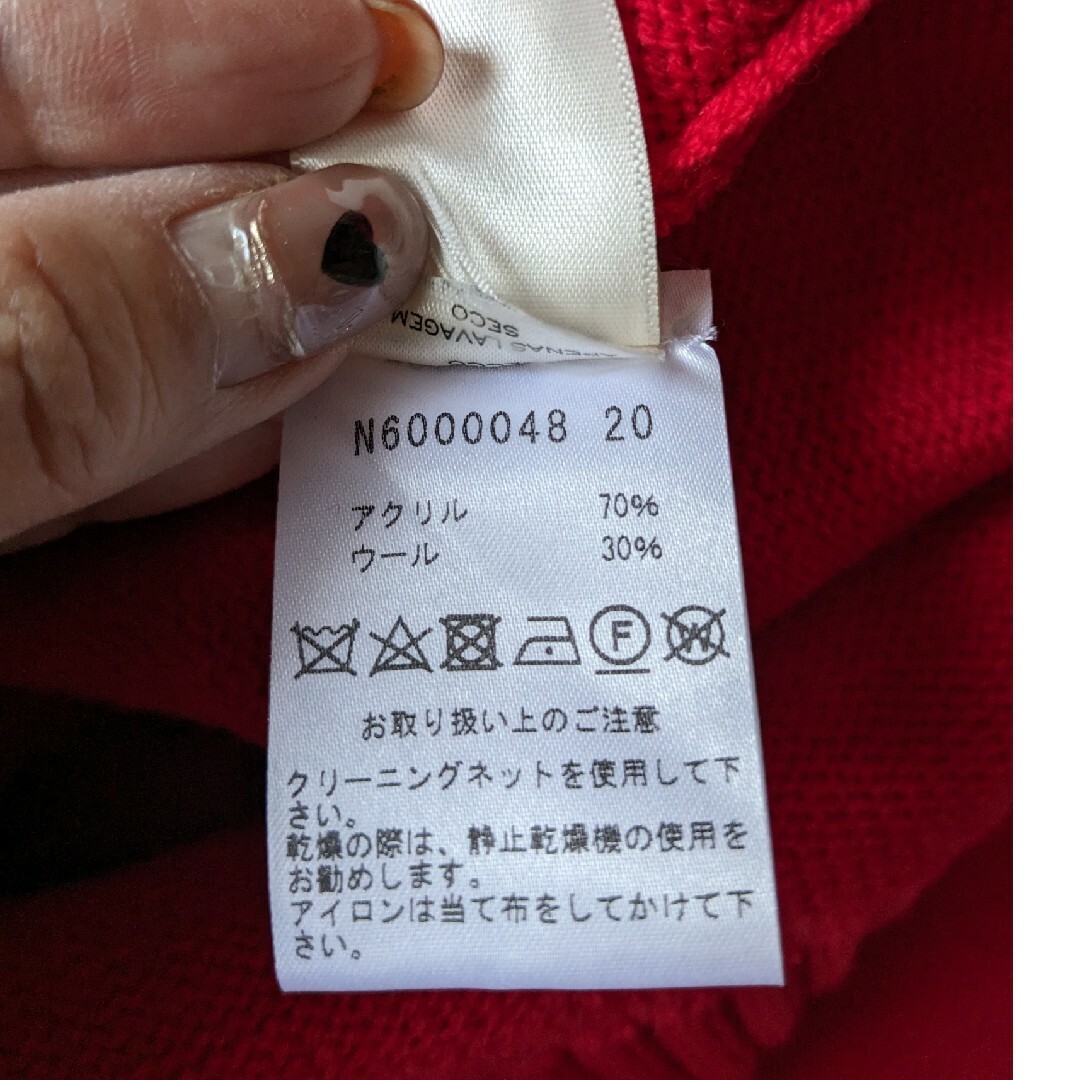 SECO
APENAS LAVAGEM
N6000048 20
アクリル 70%
ウール 30%
F W
お取り扱い上のご注意
クリーニングネットを使用して下
さい。
乾燥の際は、静止乾燥機の使用を
お勧めします。
アイロンは当て布をしてかけて下
さい。